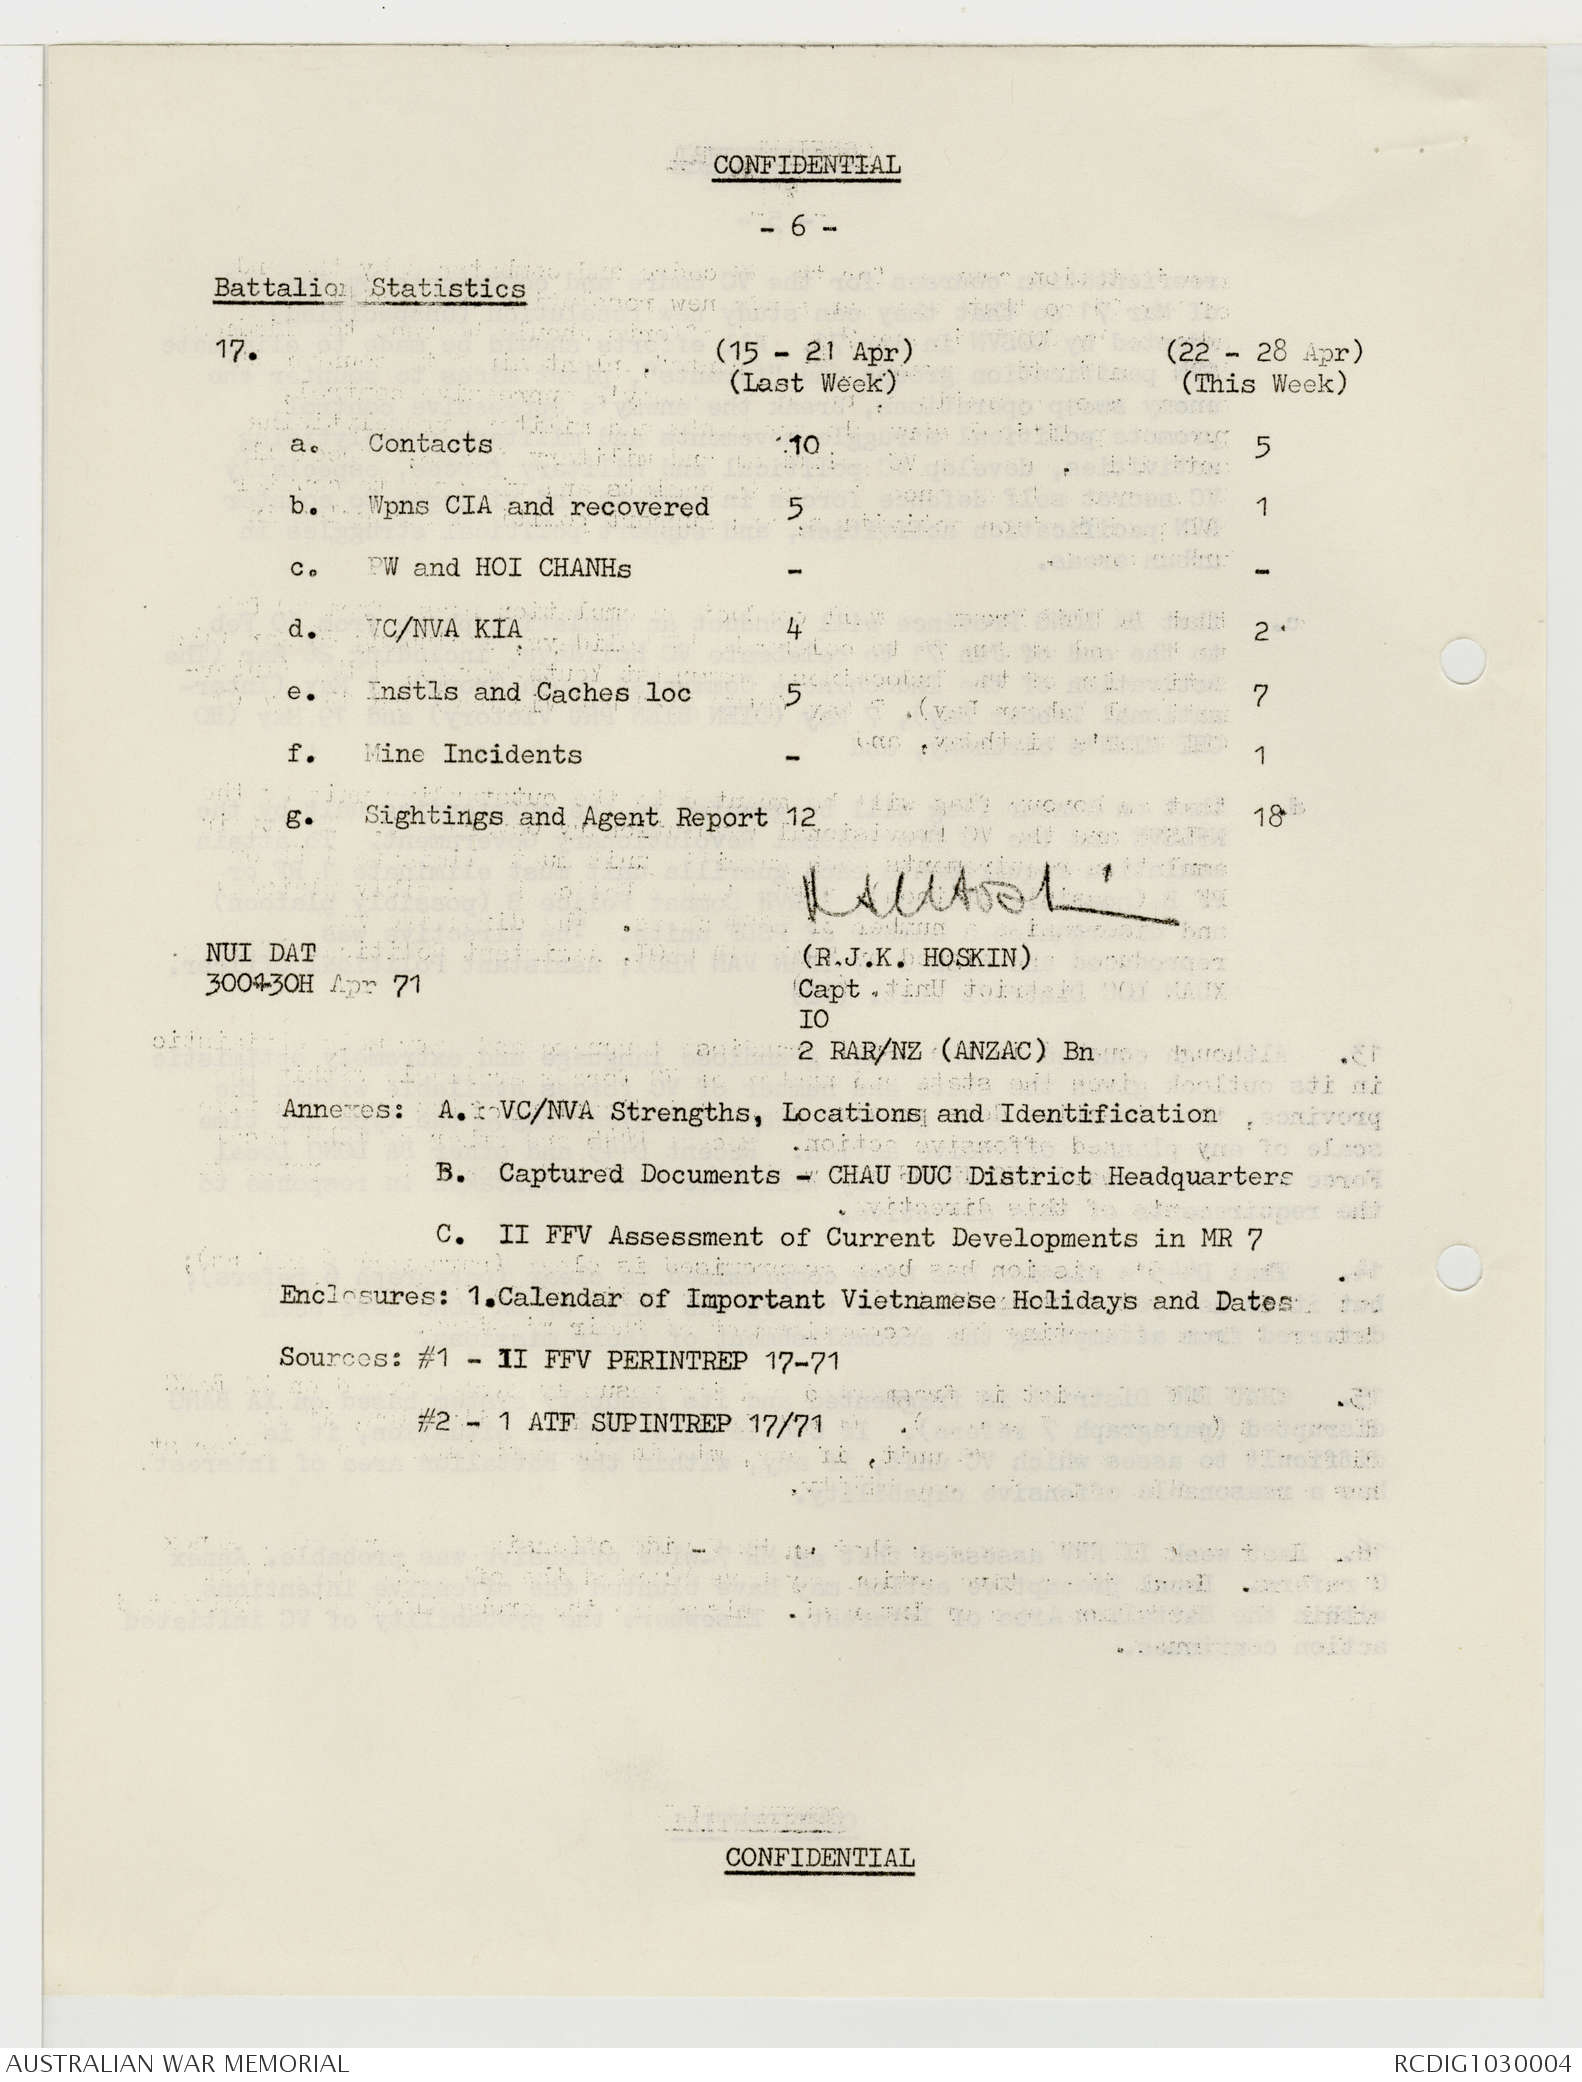 CONFIDENTIAL
- 6 -
Battalion Statistics
17. (15 - 21 Apr) (22 - 28 Apr)
(Last Week) (This Week)
a. Contacts 10 5
b. Wpns CIA and recovered 5 1
c. PW and HOI CHANHs - -
d. VC/NVA KIA 4 2
e. Instls and Caches loc 5 7
f. Mine Incidents - 1
g. Sightings and Agent Report 12 18
NUI DAT (R.J.K. HOSKIN)
300430H Apr 71 Capt
IO
2 RAR/NZ (ANZAC) Bn
Annexes: A. VC/NVA Strengths, Locations and Identification
B. Captured Documents - CHAU DUC District Headquarters
C. II FFV Assessment of Current Developments in MR 7
Enclosures: 1.Calendar of Important Vietnamese Holidays and Dates
Sources: #1 - II FFV PERINTREP 17-71
#2 - 1 ATF SUPINTREP 17/71
CONFIDENTIAL
AUSTRALIAN WAR MEMORIAL RCDIG1030004